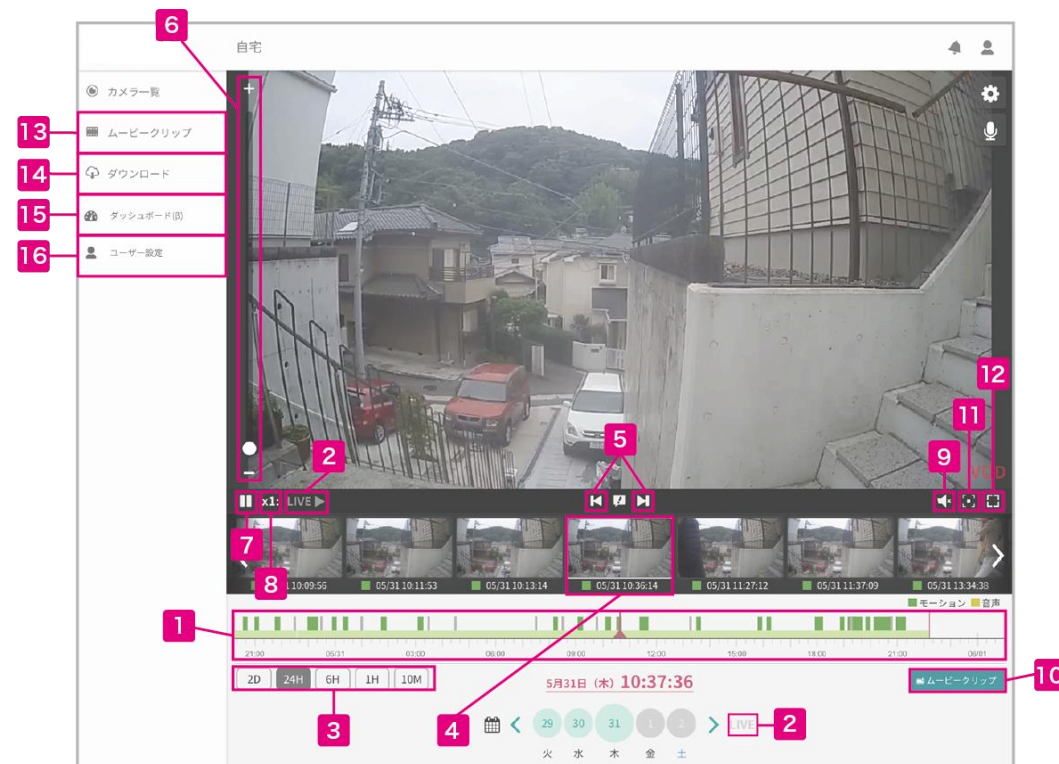 6
自宅
カメラ一覧
13
ムービークリップ
14
ダウンロード
15
ダッシュボード(β)
16
ユーザー設定
+
12
11
2
5
9
−
x1:
LIVE
7
8
10:09:56
05/31 10:11:53
05/31 10:13:14
05/31 10:36:14
05/31 11:27:12
05/31 11:37:09
05/31 13:34:38
モーション 音声
1
21:00 05/31 03:00 06:00 09:00 12:00 15:00 18:00 21:00 06/01
2D 24H 6H 1H 10M
5月31日（木）10:37:36
ムービークリップ
10
3
4
29 30 31 1 2
LIVE
2
火 水 木 金 土